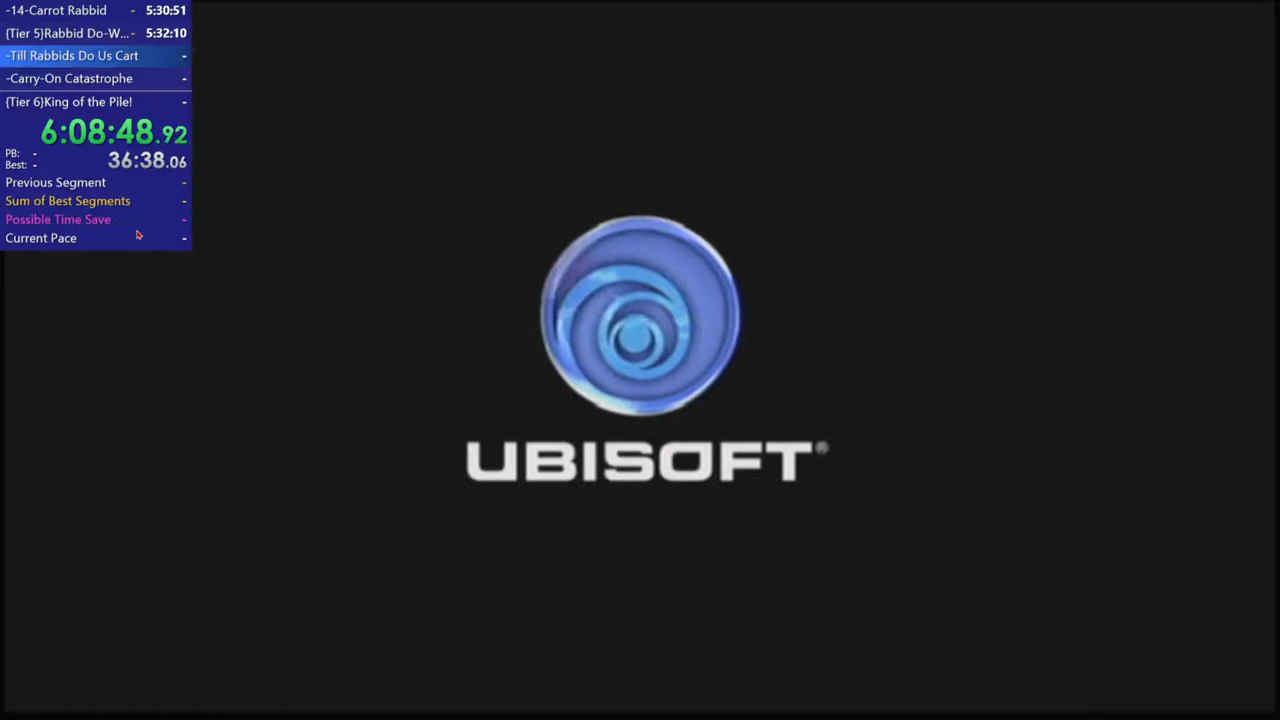 -14-Carrot Rabbid - 5:30:51
{Tier 5}Rabbid Do-W... - 5:32:10
-Till Rabbids Do Us Cart -
-Carry-On Catastrophe -
{Tier 6}King of the Pile! -
6:08:48.92
PB: -
Best: -
36:38.06
Previous Segment -
Sum of Best Segments -
Possible Time Save -
Current Pace -
UBISOFT®